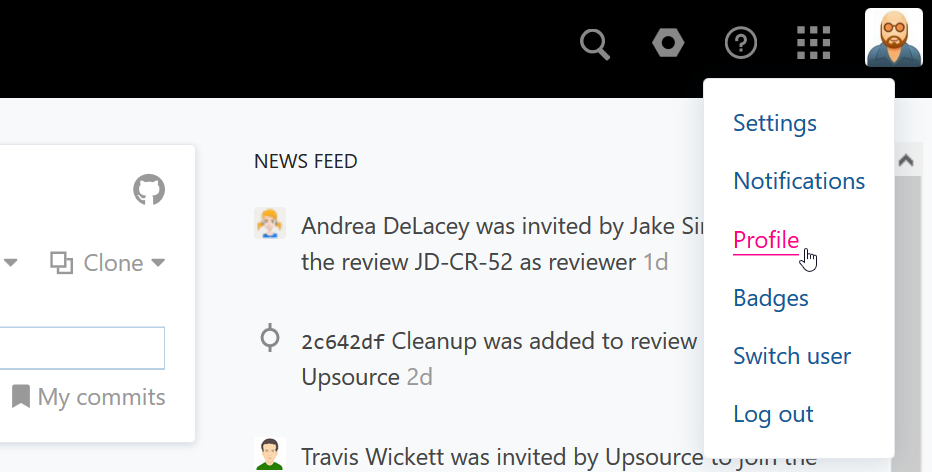 Settings
Notifications
Profile
Badges
Switch user
Log out
Clone
My commits
NEWS FEED
Andrea DeLacey was invited by Jake
the review JD-CR-52 as reviewer 1d
2c642df Cleanup was added to review
Upsource 2d
Travis Wickett was invited by Upsource to join the